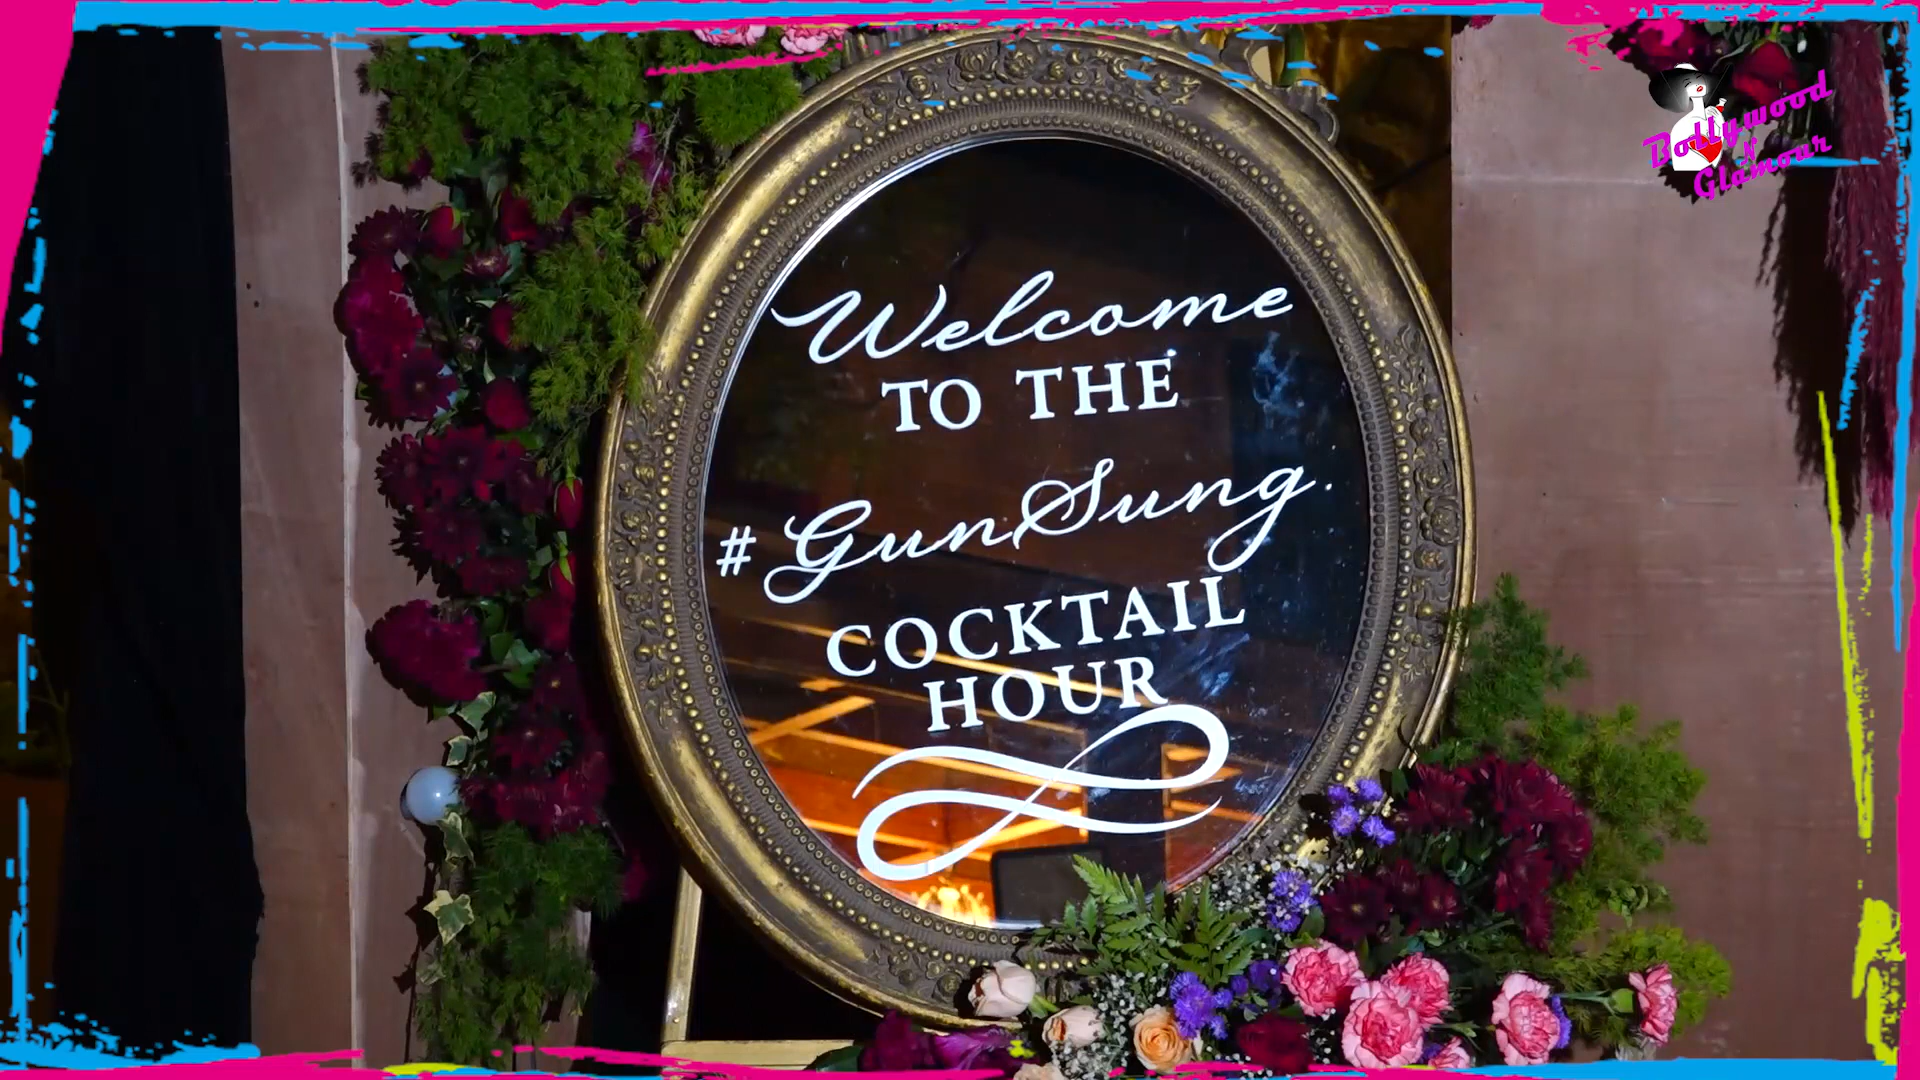 Welcome
TO THE
#GunSung
COCKTAIL
HOUR
Bollywood
N
Glamour